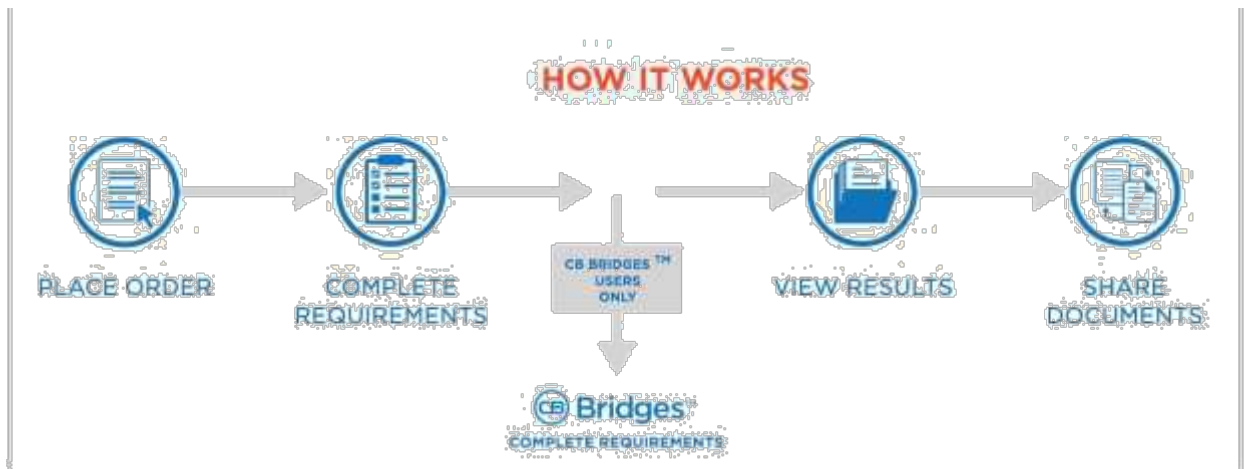 HOW IT WORKS
PLACE ORDER
COMPLETE
REQUIREMENTS
CB BRIDGES ™
USERS
ONLY
VIEW RESULTS
SHARE
DOCUMENTS
CB Bridges™
COMPLETE REQUIREMENTS